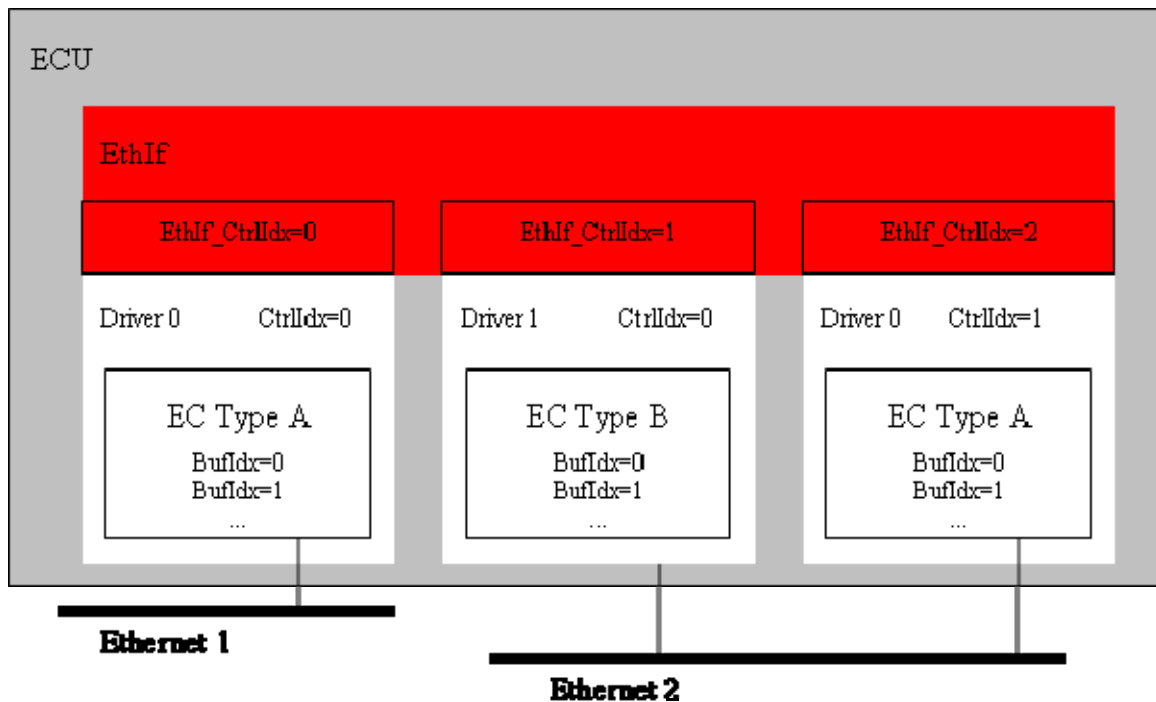 ECU
EthIf
EthIf_CtrlIdx=0 EthIf_CtrlIdx=1 EthIf_CtrlIdx=2
Driver 0 CtrlIdx=0 Driver 1 CtrlIdx=0 Driver 0 CtrlIdx=1
EC Type A EC Type B EC Type A
BufIdx=0 BufIdx=0 BufIdx=0
BufIdx=1 BufIdx=1 BufIdx=1
... ... ...
Ethernet 1
Ethernet 2